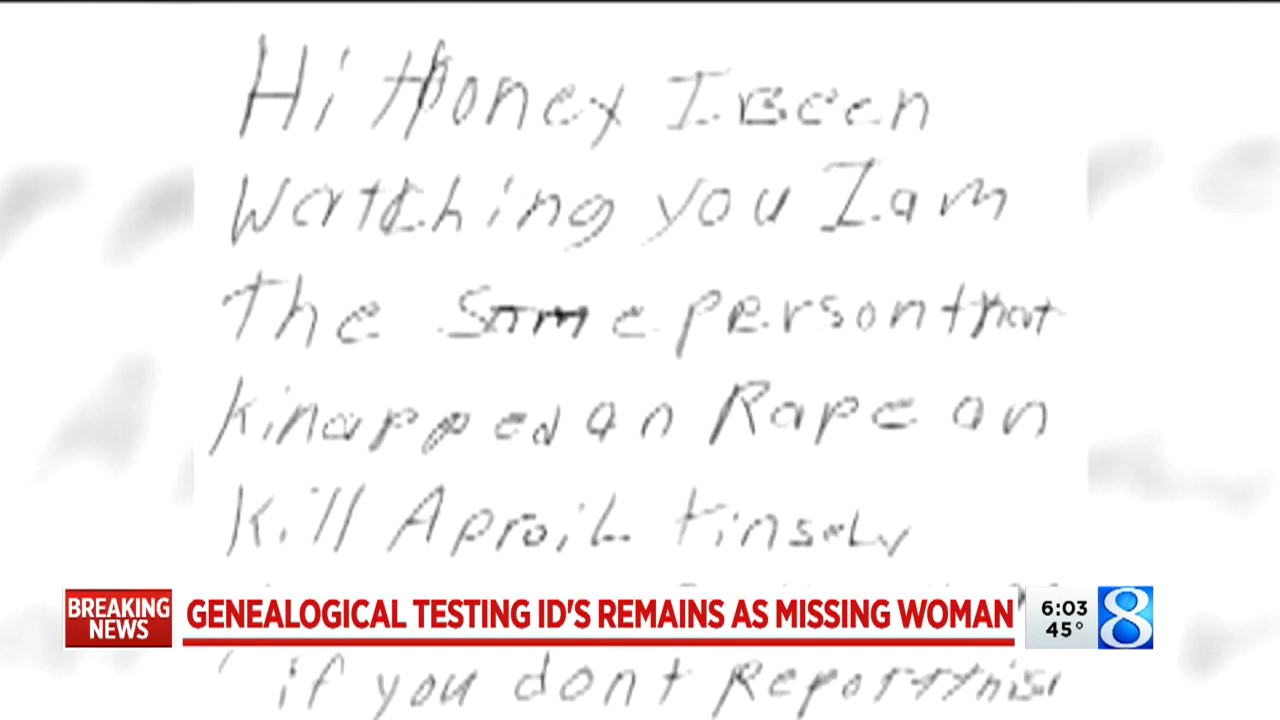 Hi Honey I Been
Watching you I am
the Same person that
kinapped an Rape an
kill Aproil tinsely
BREAKING
NEWS
GENEALOGICAL TESTING ID'S REMAINS AS MISSING WOMAN
6:03
45°
8
if you dont Report this